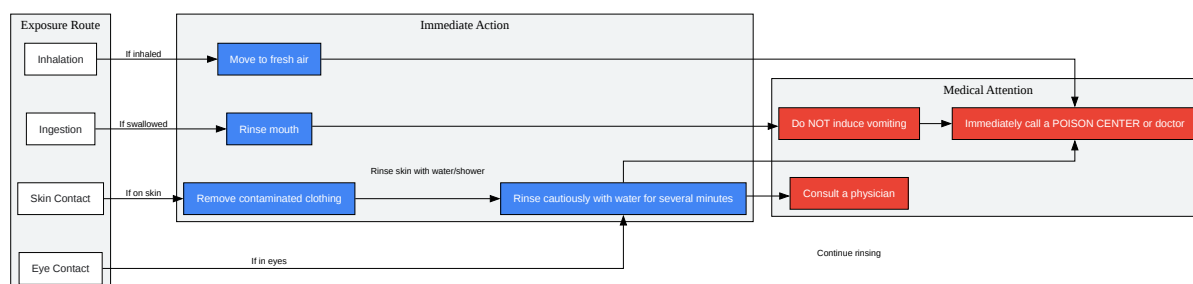 Exposure Route
Immediate Action
Inhalation
If inhaled
Move to fresh air
Medical Attention
Ingestion
If swallowed
Rinse mouth
Do NOT induce vomiting
Immediately call a POISON CENTER or doctor
Rinse skin with water/shower
Skin Contact
If on skin
Remove contaminated clothing
Rinse cautiously with water for several minutes
Consult a physician
Eye Contact
If in eyes
Continue rinsing